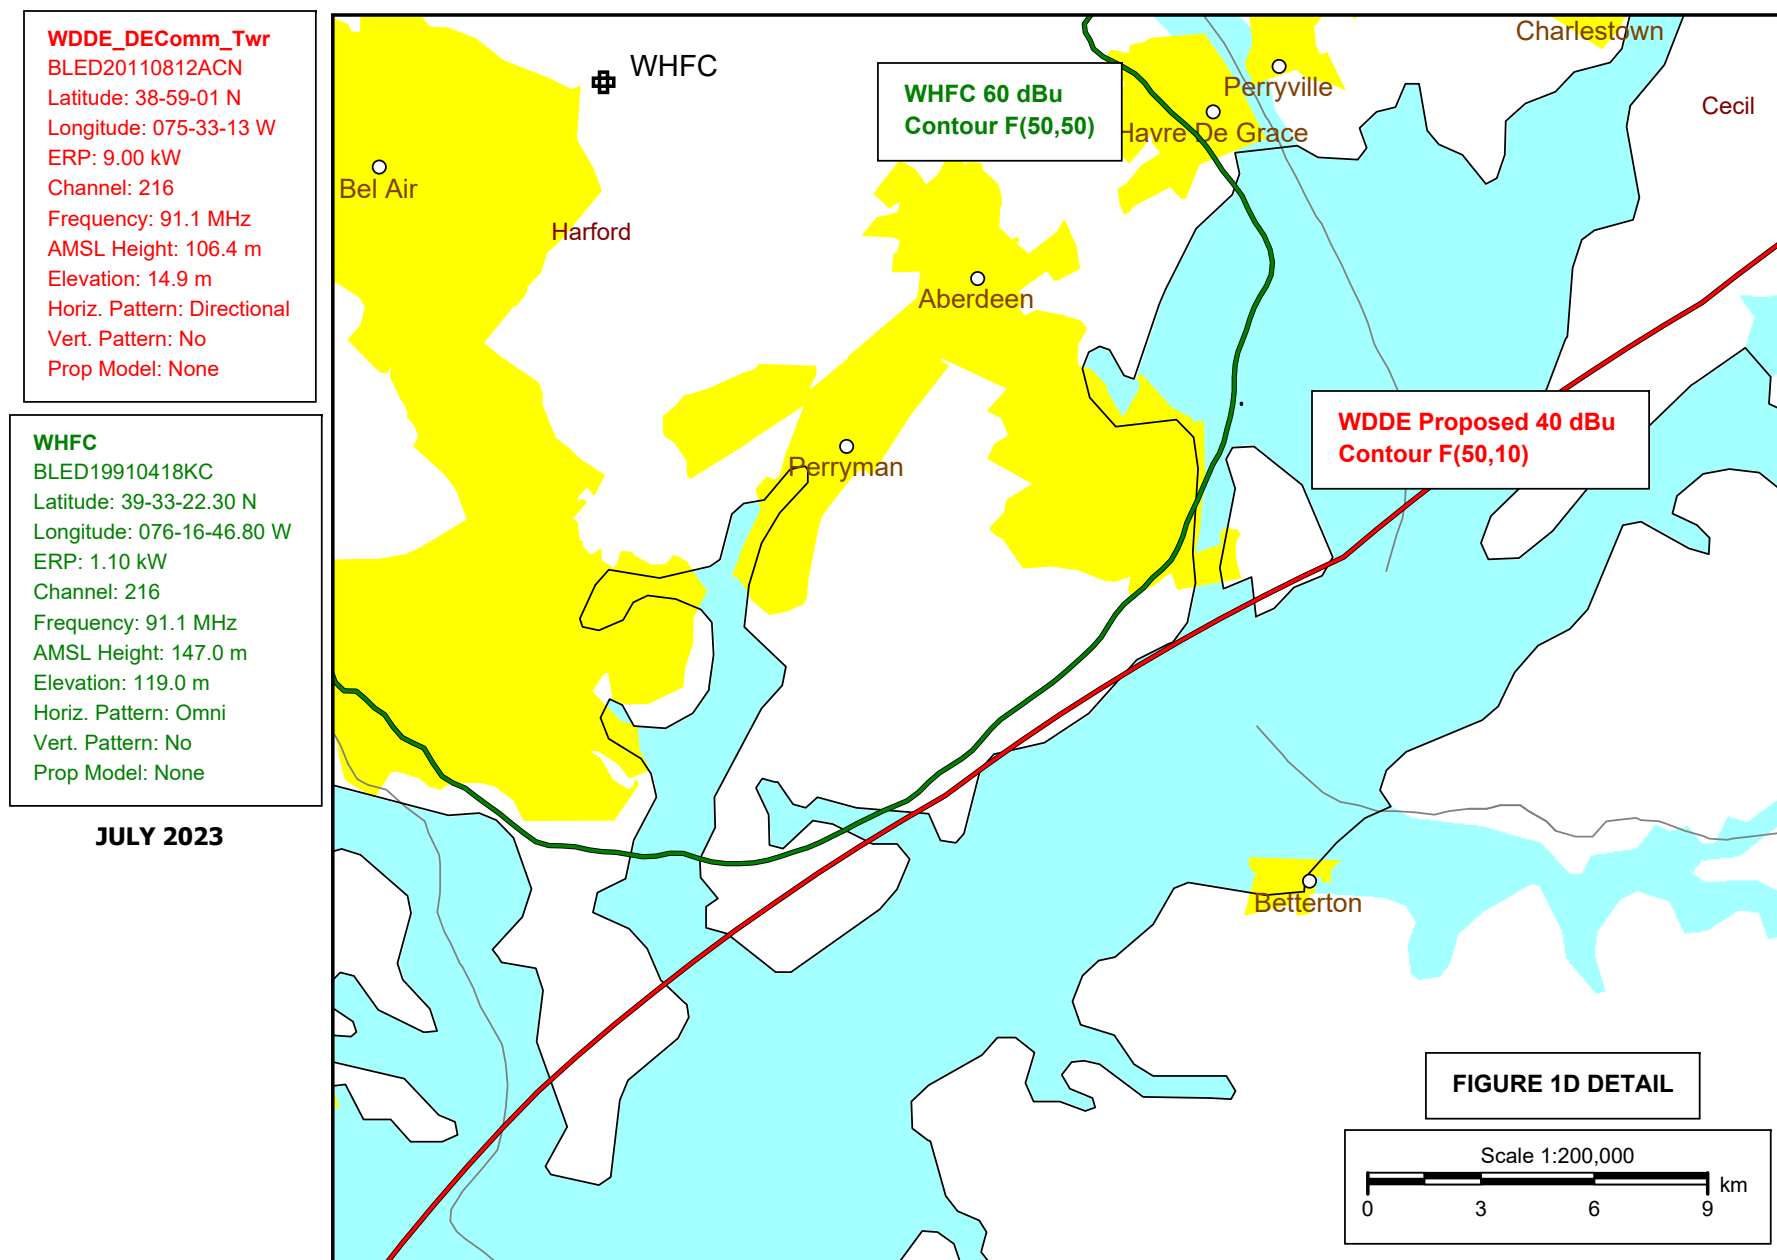 WDDE_DEComm_Twr
BLED20110812ACN
Latitude: 38-59-01 N
Longitude: 075-33-13 W
ERP: 9.00 kW
Channel: 216
Frequency: 91.1 MHz
AMSL Height: 106.4 m
Elevation: 14.9 m
Horiz. Pattern: Directional
Vert. Pattern: No
Prop Model: None
WHFC
BLED19910418KC
Latitude: 39-33-22.30 N
Longitude: 076-16-46.80 W
ERP: 1.10 kW
Channel: 216
Frequency: 91.1 MHz
AMSL Height: 147.0 m
Elevation: 119.0 m
Horiz. Pattern: Omni
Vert. Pattern: No
Prop Model: None
JULY 2023
WHFC
WHFC 60 dBu
Contour F(50,50)
Charlestown
Perryville
Cecil
Havre De Grace
Bel Air
Harford
Aberdeen
WDDE Proposed 40 dBu
Contour F(50,10)
Perryman
Betterton
FIGURE 1D DETAIL
Scale 1:200,000
km
0 3 6 9